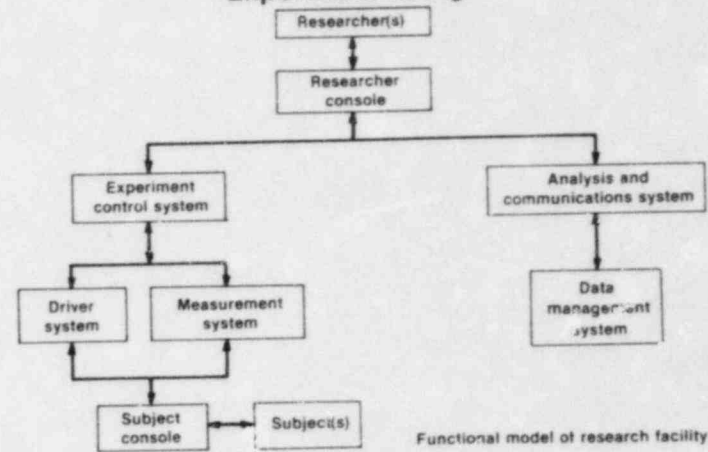 Researcher(s)
Researcher
console
Experiment
control system
Analysis and
communications system
Driver
system
Measurement
system
Data
management
system
Subject
console
Subject(s)
Functional model of research facility